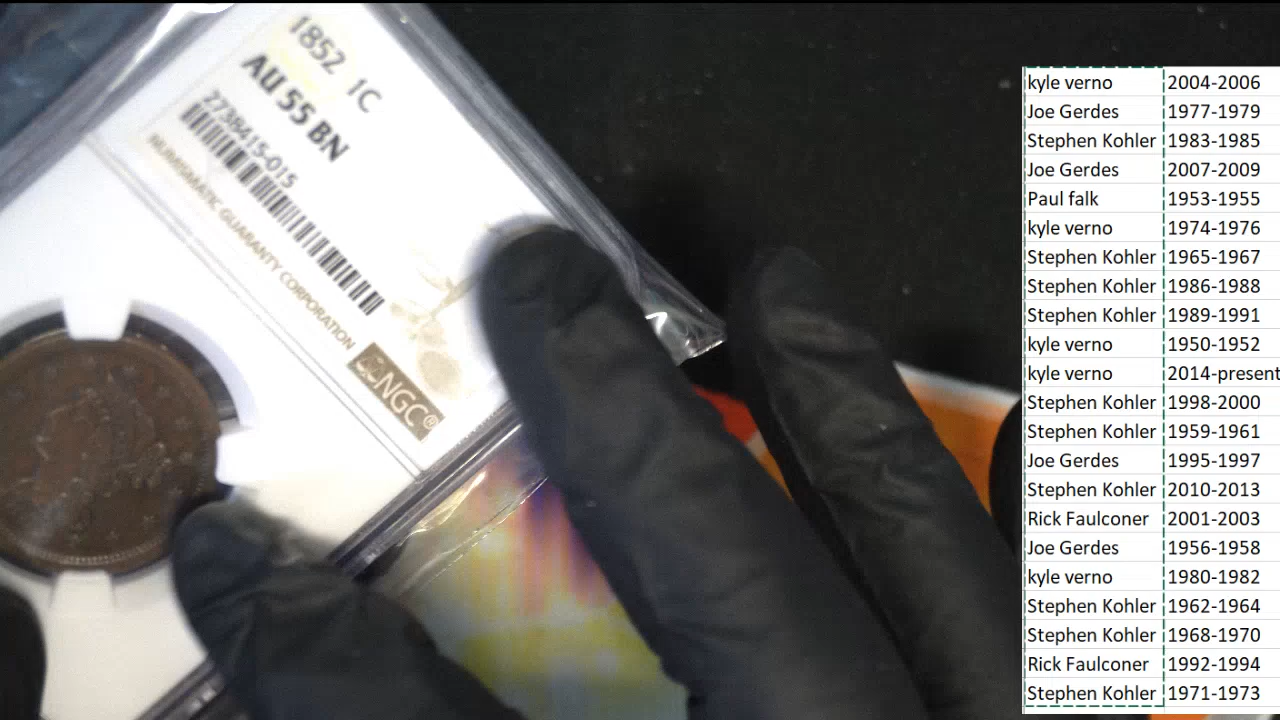 1852 1C
AU 55 BN
2738415-015
NUMISMATIC GUARANTY CORPORATION
NGC®
kyle verno 2004-2006
Joe Gerdes 1977-1979
Stephen Kohler 1983-1985
Joe Gerdes 2007-2009
Paul falk 1953-1955
kyle verno 1974-1976
Stephen Kohler 1965-1967
Stephen Kohler 1986-1988
Stephen Kohler 1989-1991
kyle verno 1950-1952
kyle verno 2014-present
Stephen Kohler 1998-2000
Stephen Kohler 1959-1961
Joe Gerdes 1995-1997
Stephen Kohler 2010-2013
Rick Faulconer 2001-2003
Joe Gerdes 1956-1958
kyle verno 1980-1982
Stephen Kohler 1962-1964
Stephen Kohler 1968-1970
Rick Faulconer 1992-1994
Stephen Kohler 1971-1973